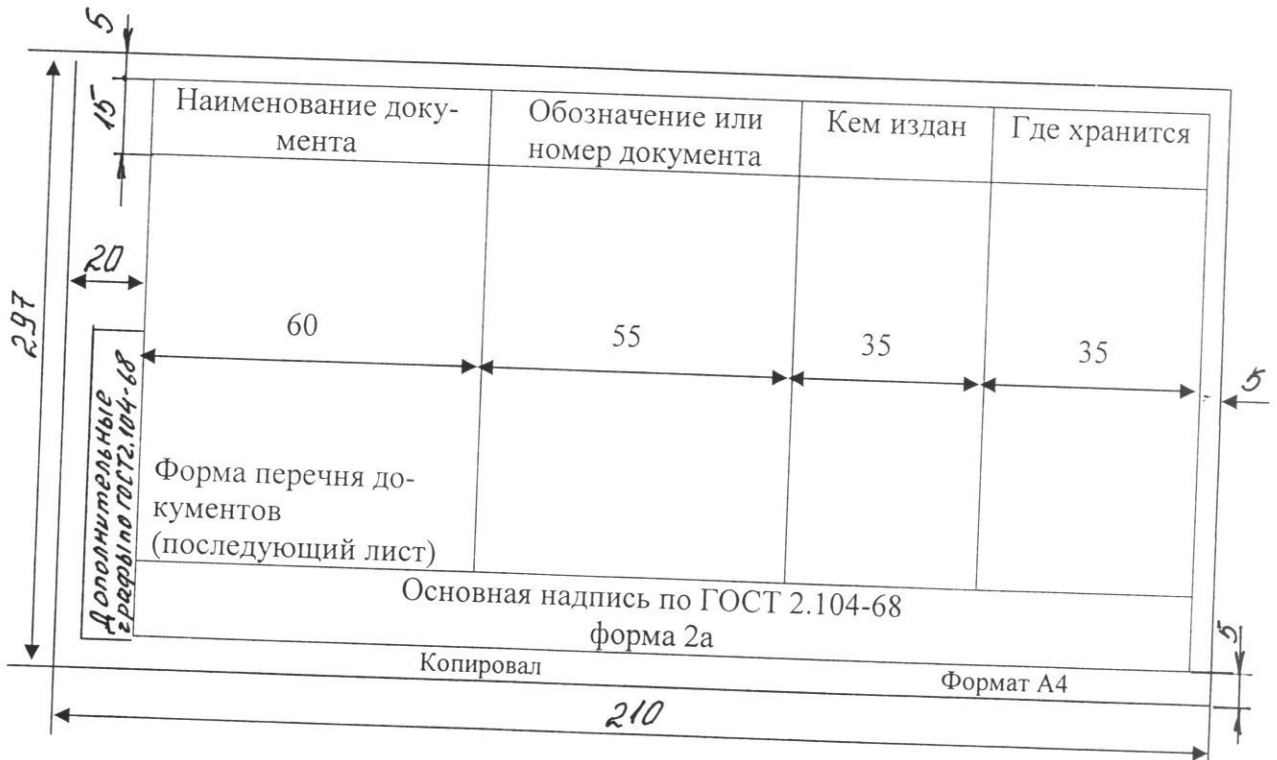 5
15
Наименование доку-
мента
Обозначение или
номер документа
Кем издан
Где хранится
20
297
60
55
35
35
5
Дополнительные
графы по ГОСТ2.104-68
Форма перечня до-
кументов
(последующий лист)
Основная надпись по ГОСТ 2.104-68
форма 2а
5
Копировал
Формат А4
210